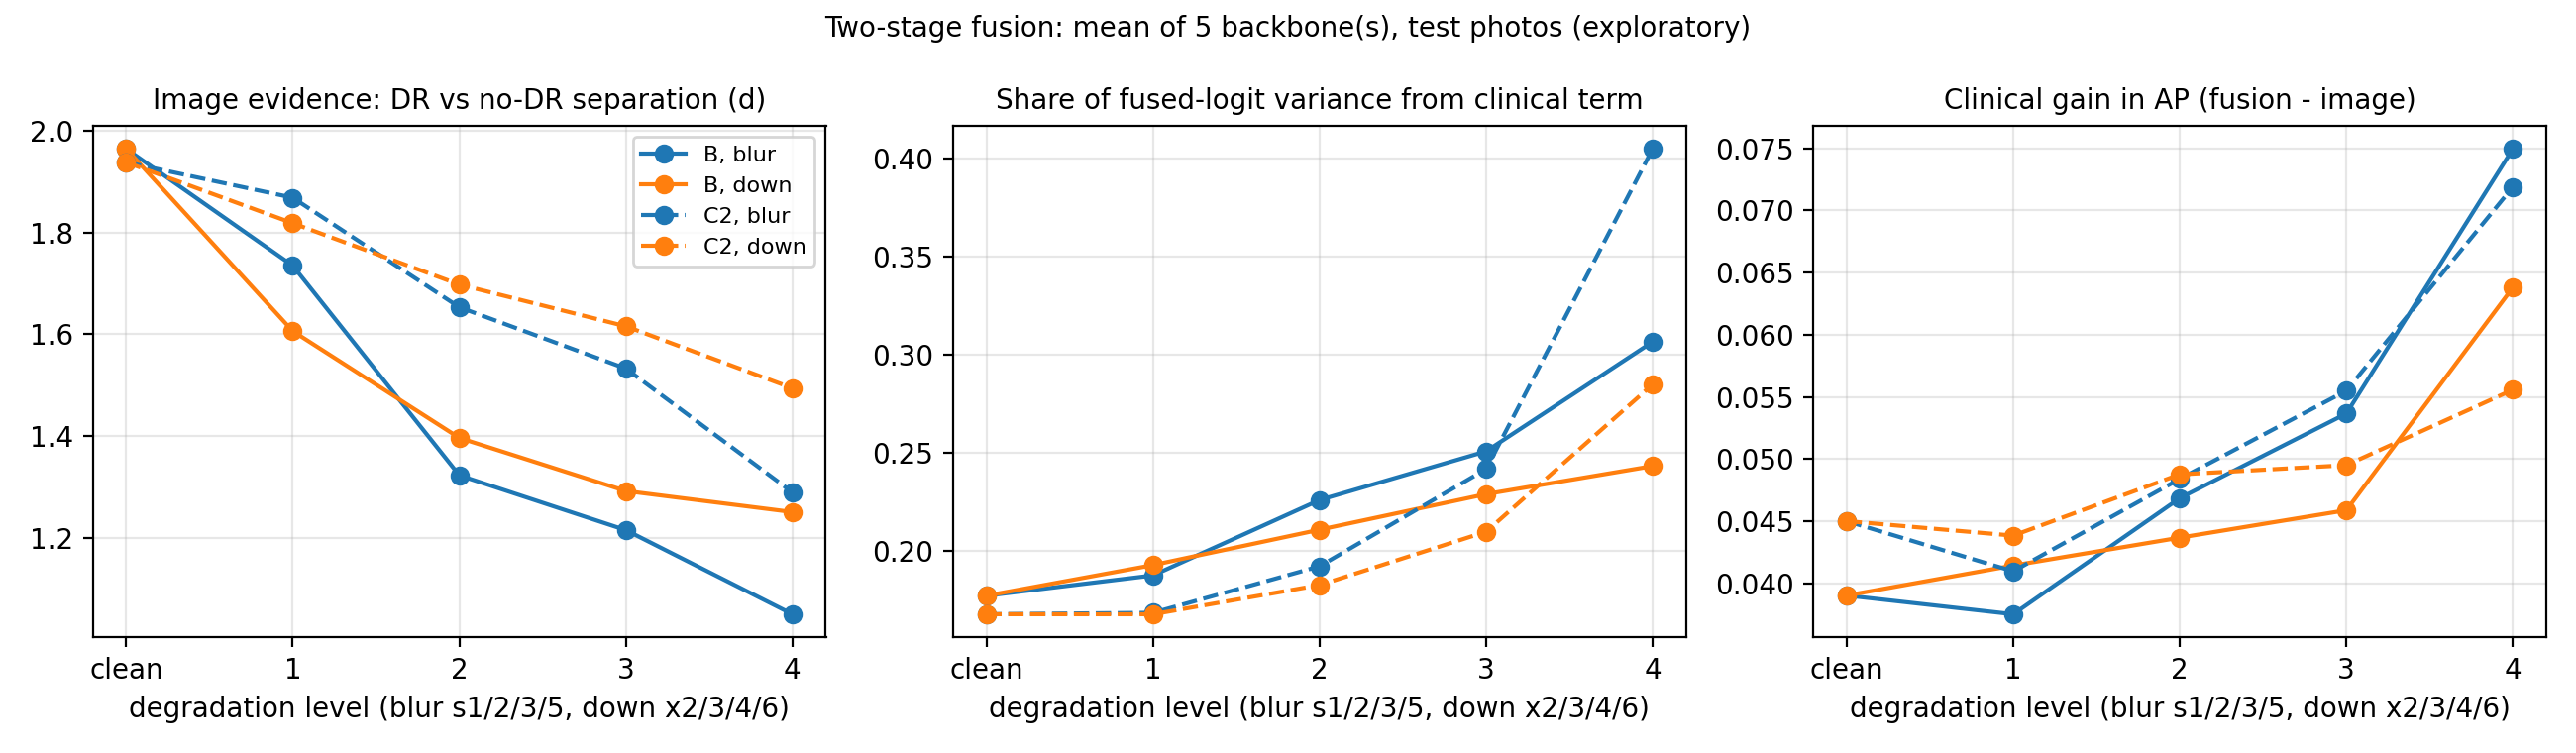 Two-stage fusion: mean of 5 backbone(s), test photos (exploratory)
Image evidence: DR vs no-DR separation (d)
2.0
1.8
1.6
1.4
1.2
B, blur
B, down
C2, blur
C2, down
clean 1 2 3 4
degradation level (blur s1/2/3/5, down x2/3/4/6)
Share of fused-logit variance from clinical term
0.40
0.35
0.30
0.25
0.20
clean 1 2 3 4
degradation level (blur s1/2/3/5, down x2/3/4/6)
Clinical gain in AP (fusion - image)
0.075
0.070
0.065
0.060
0.055
0.050
0.045
0.040
clean 1 2 3 4
degradation level (blur s1/2/3/5, down x2/3/4/6)